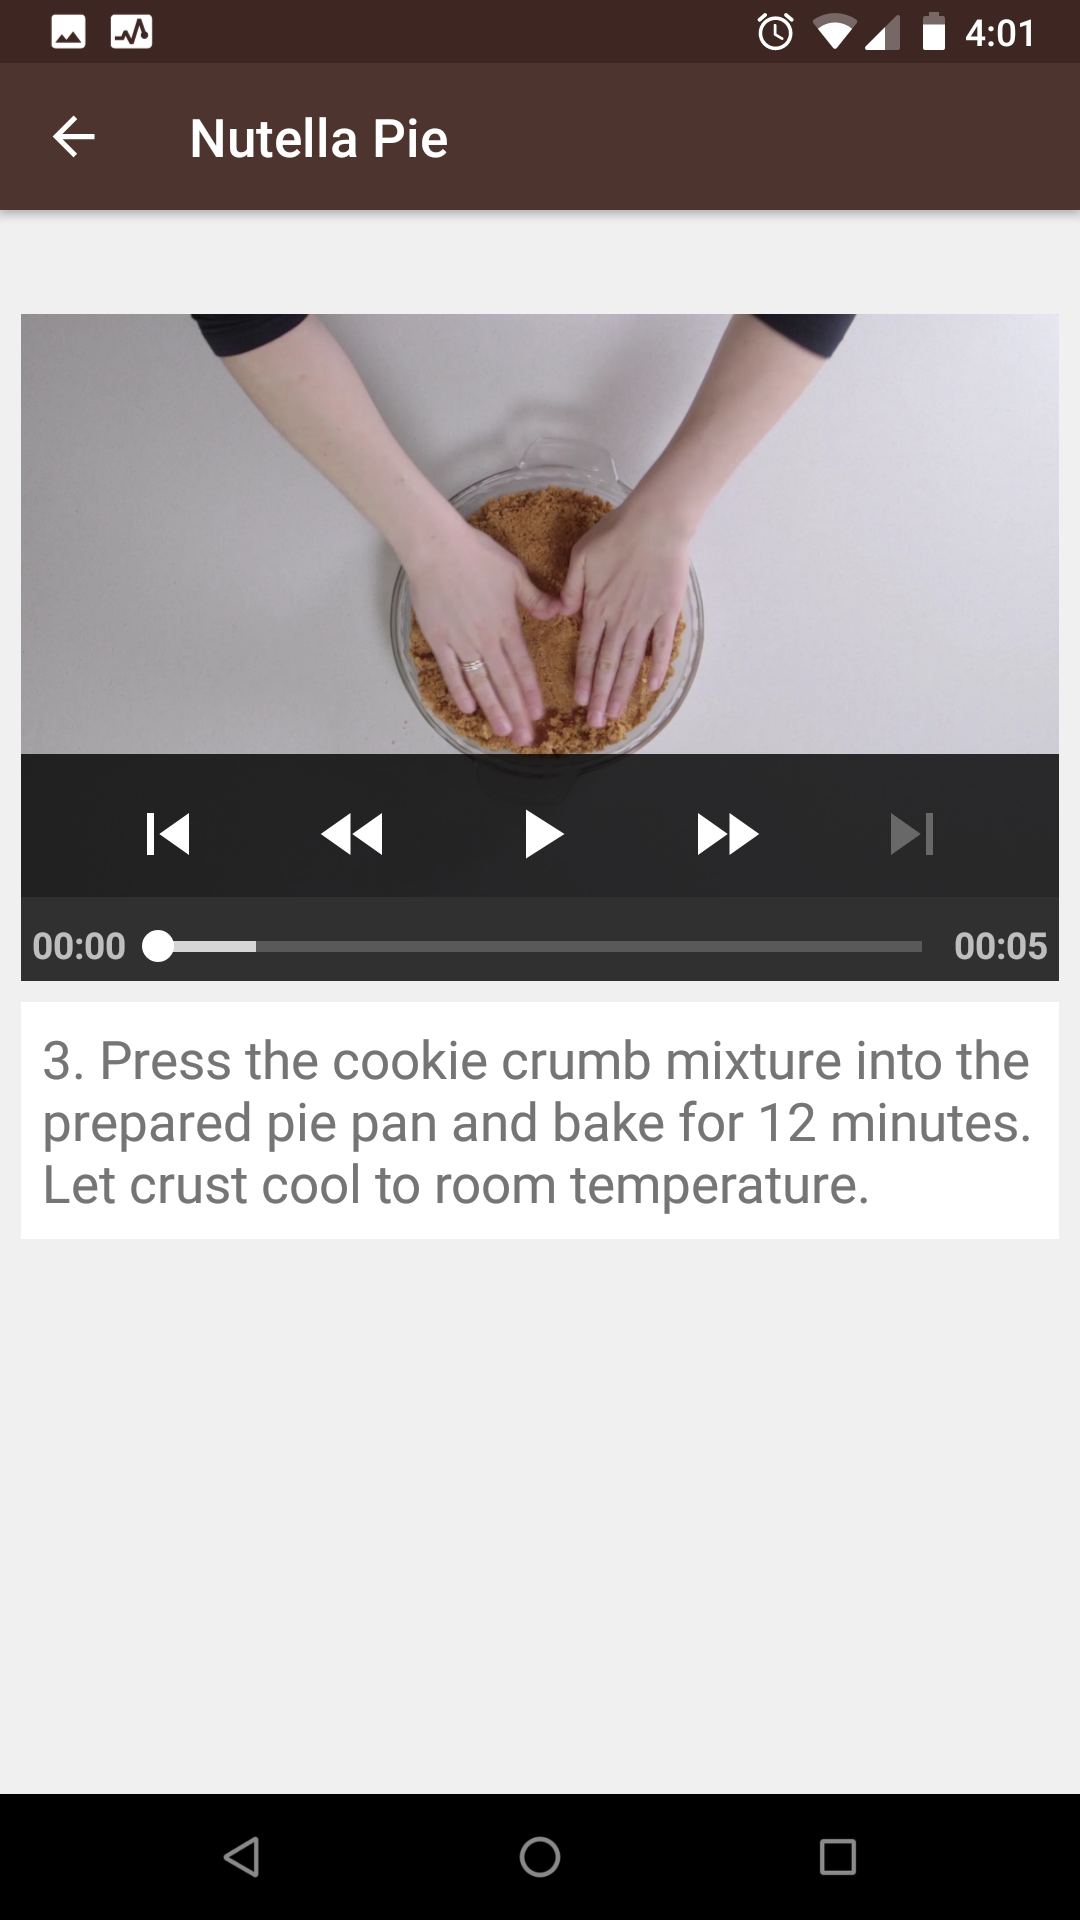 4:01
Nutella Pie
00:00
00:05
3. Press the cookie crumb mixture into the
prepared pie pan and bake for 12 minutes.
Let crust cool to room temperature.